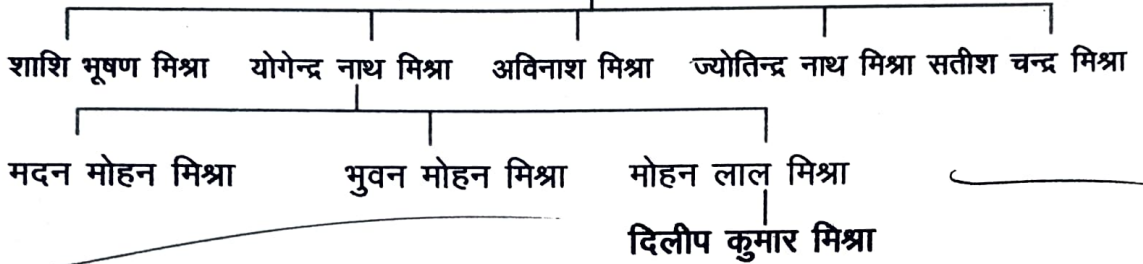 शाशि भूषण मिश्रा योगेन्द्र नाथ मिश्रा अविनाश मिश्रा ज्योतिन्द्र नाथ मिश्रा सतीश चन्द्र मिश्रा
मदन मोहन मिश्रा भुवन मोहन मिश्रा मोहन लाल मिश्रा
दिलीप कुमार मिश्रा